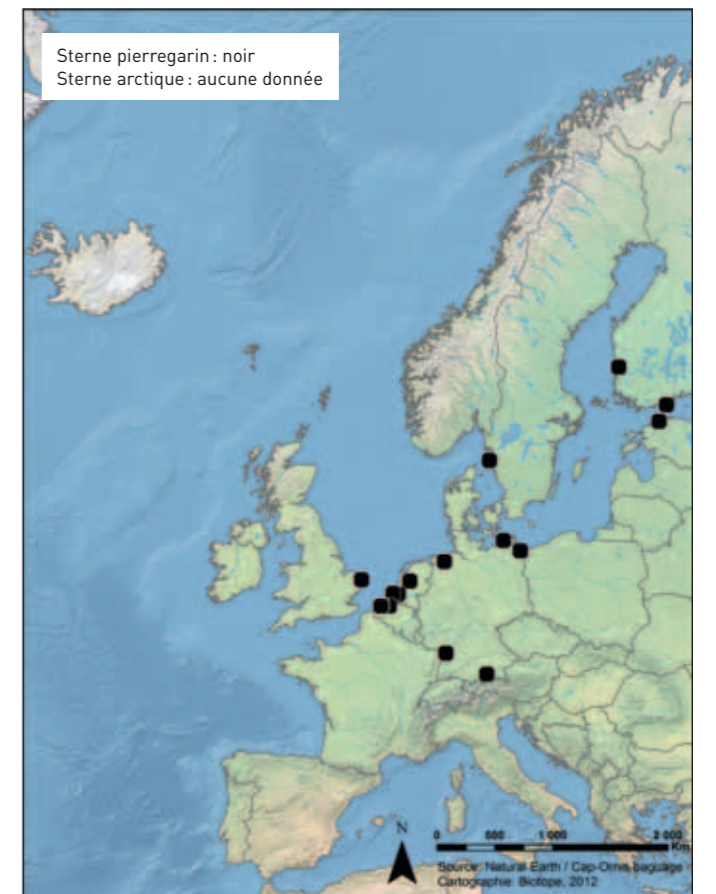 Sterne pierregarin : noir
Sterne arctique : aucune donnée
N
0 500 1 000 2 000
Km
Source: Natural Earth / Cap-Ornis baguage
Cartographie: Biotope, 2012